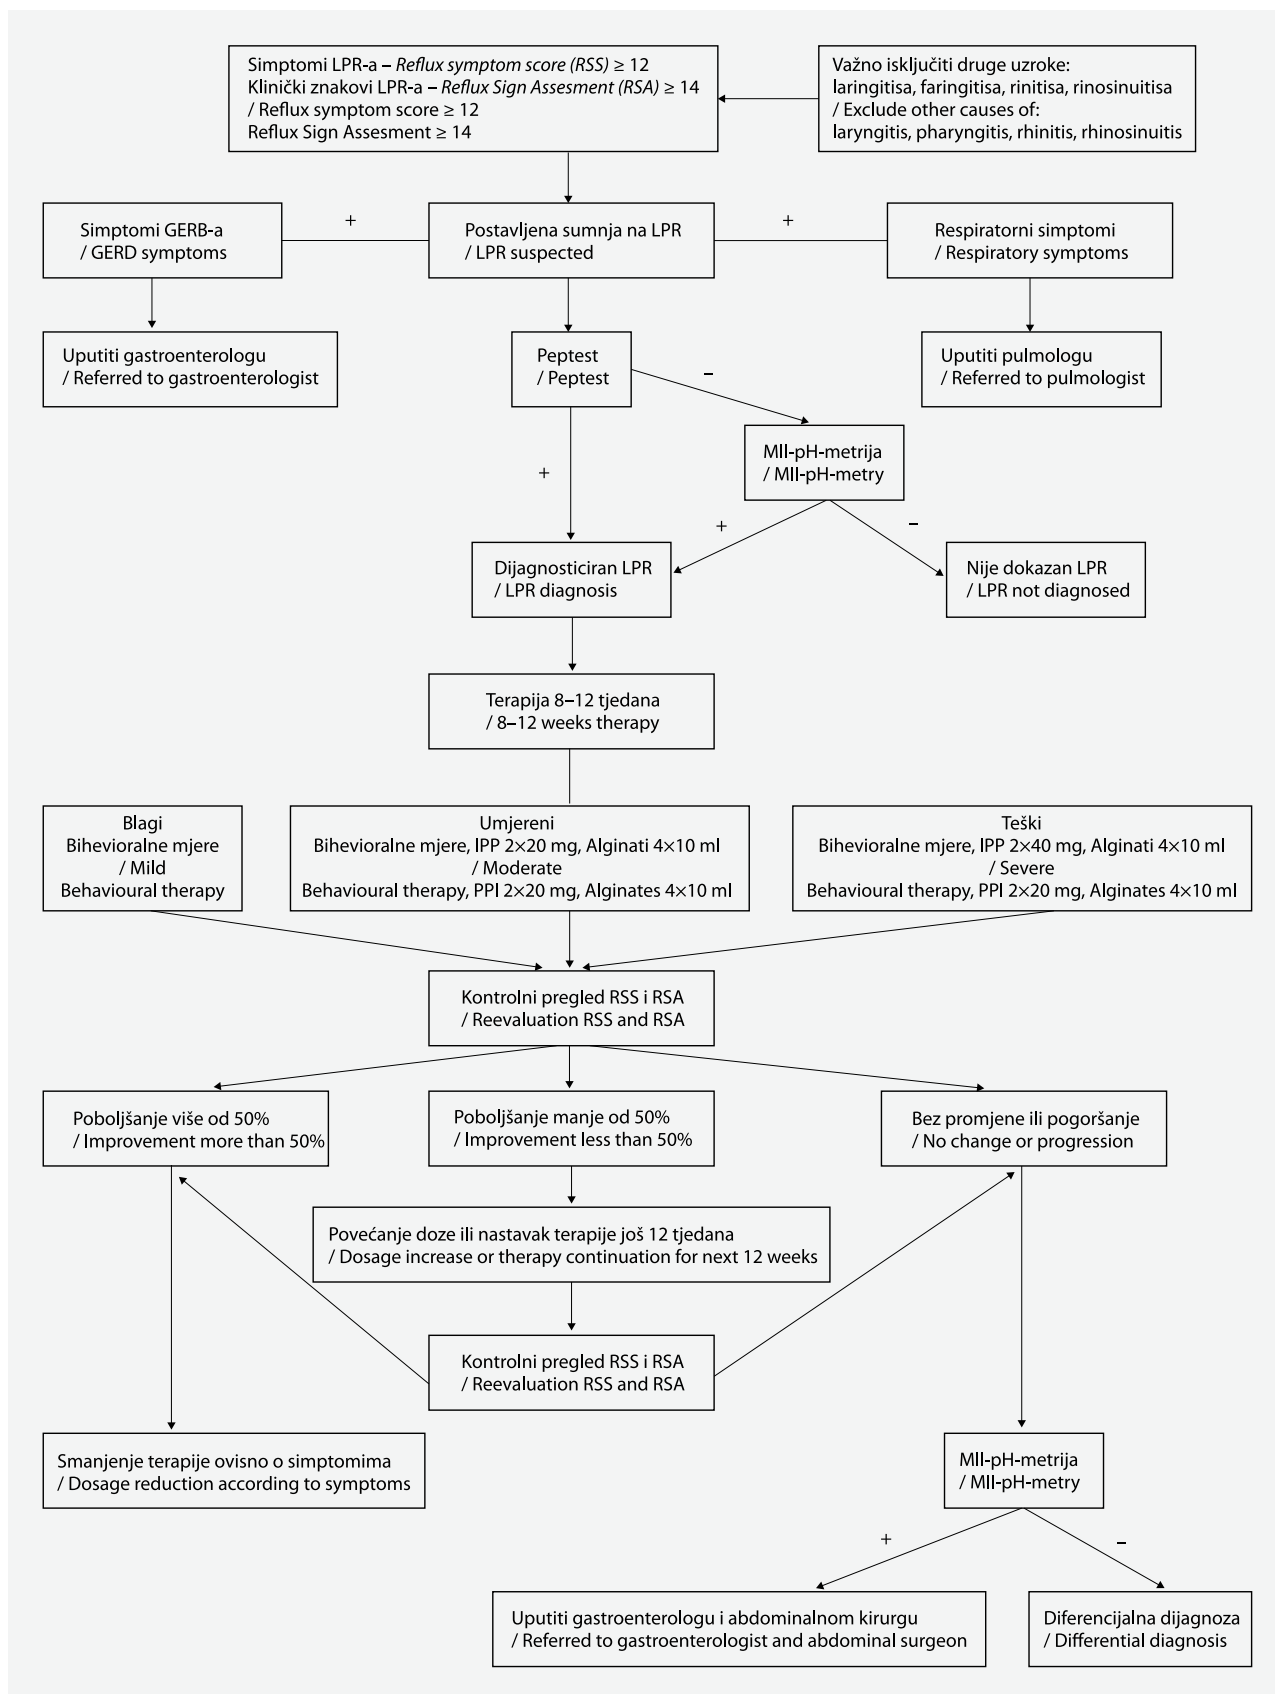 Simptomi LPR-a – Reflux symptom score (RSS) ≥ 12
Klinički znakovi LPR-a – Reflux Sign Assesment (RSA) ≥ 14
/ Reflux symptom score ≥ 12
Reflux Sign Assesment ≥ 14
Važno isključiti druge uzroke:
laringitisa, faringitisa, rinitisa, rinosinuitisa
/ Exclude other causes of:
laryngitis, pharyngitis, rhinitis, rhinosinuitis
Simptomi GERB-a
/ GERD symptoms
+
Postavljena sumnja na LPR
/ LPR suspected
+
Respiratorni simptomi
/ Respiratory symptoms
Uputiti gastroenterologu
/ Referred to gastroenterologist
Peptest
/ Peptest
–
Uputiti pulmologu
/ Referred to pulmologist
MII-pH-metrija
/ MII-pH-metry
+
+
–
Dijagnosticiran LPR
/ LPR diagnosis
Nije dokazan LPR
/ LPR not diagnosed
Terapija 8–12 tjedana
/ 8–12 weeks therapy
Blagi
Bihevioralne mjere
/ Mild
Behavioural therapy
Umjereni
Bihevioralne mjere, IPP 2×20 mg, Alginati 4×10 ml
/ Moderate
Behavioural therapy, PPI 2×20 mg, Alginates 4×10 ml
Teški
Bihevioralne mjere, IPP 2×40 mg, Alginati 4×10 ml
/ Severe
Behavioural therapy, PPI 2×20 mg, Alginates 4×10 ml
Kontrolni pregled RSS i RSA
/ Reevaluation RSS and RSA
Poboljšanje više od 50%
/ Improvement more than 50%
Poboljšanje manje od 50%
/ Improvement less than 50%
Bez promjene ili pogoršanje
/ No change or progression
Povećanje doze ili nastavak terapije još 12 tjedana
/ Dosage increase or therapy continuation for next 12 weeks
Kontrolni pregled RSS i RSA
/ Reevaluation RSS and RSA
Smanjenje terapije ovisno o simptomima
/ Dosage reduction according to symptoms
MII-pH-metrija
/ MII-pH-metry
+
–
Uputiti gastroenterologu i abdominalnom kirurgu
/ Referred to gastroenterologist and abdominal surgeon
Diferencijalna dijagnoza
/ Differential diagnosis